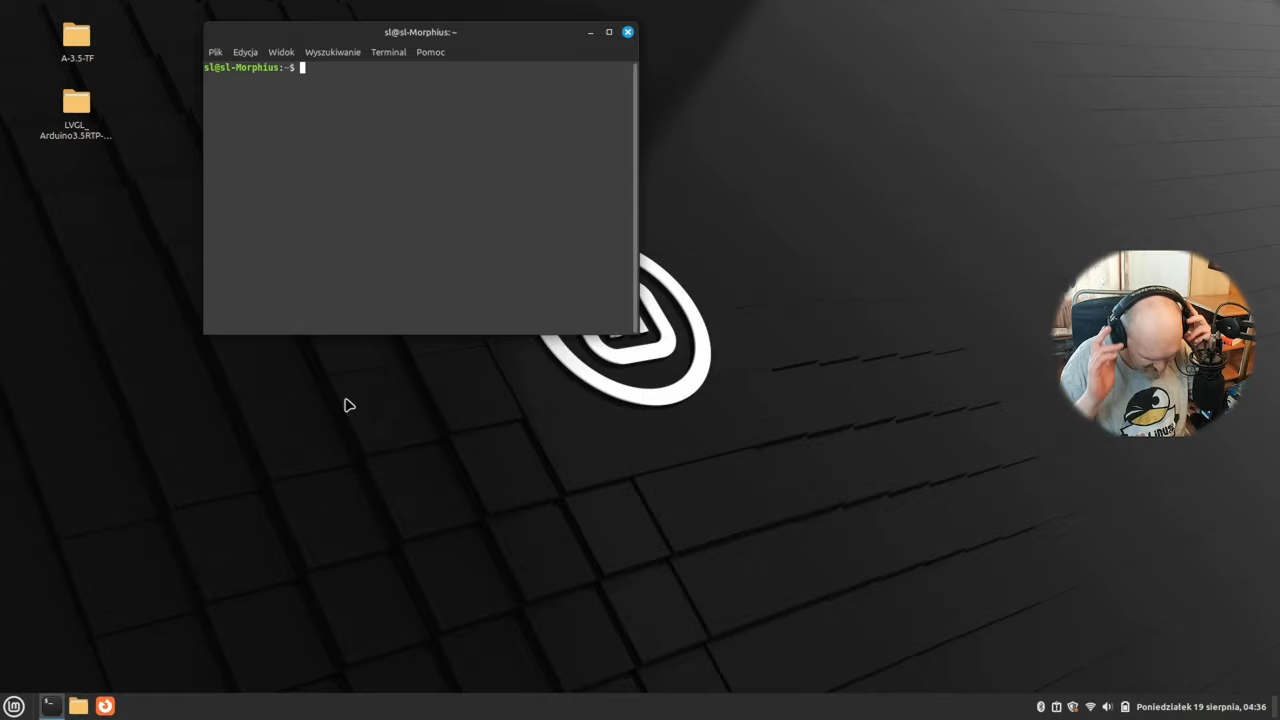 A-3.5-TF
LVGL_
Arduino3.5RTP-...
sl@sl-Morphius: ~
Plik Edycja Widok Wyszukiwanie Terminal Pomoc
sl@sl-Morphius:~$
Linux
Poniedziałek 19 sierpnia, 04:36